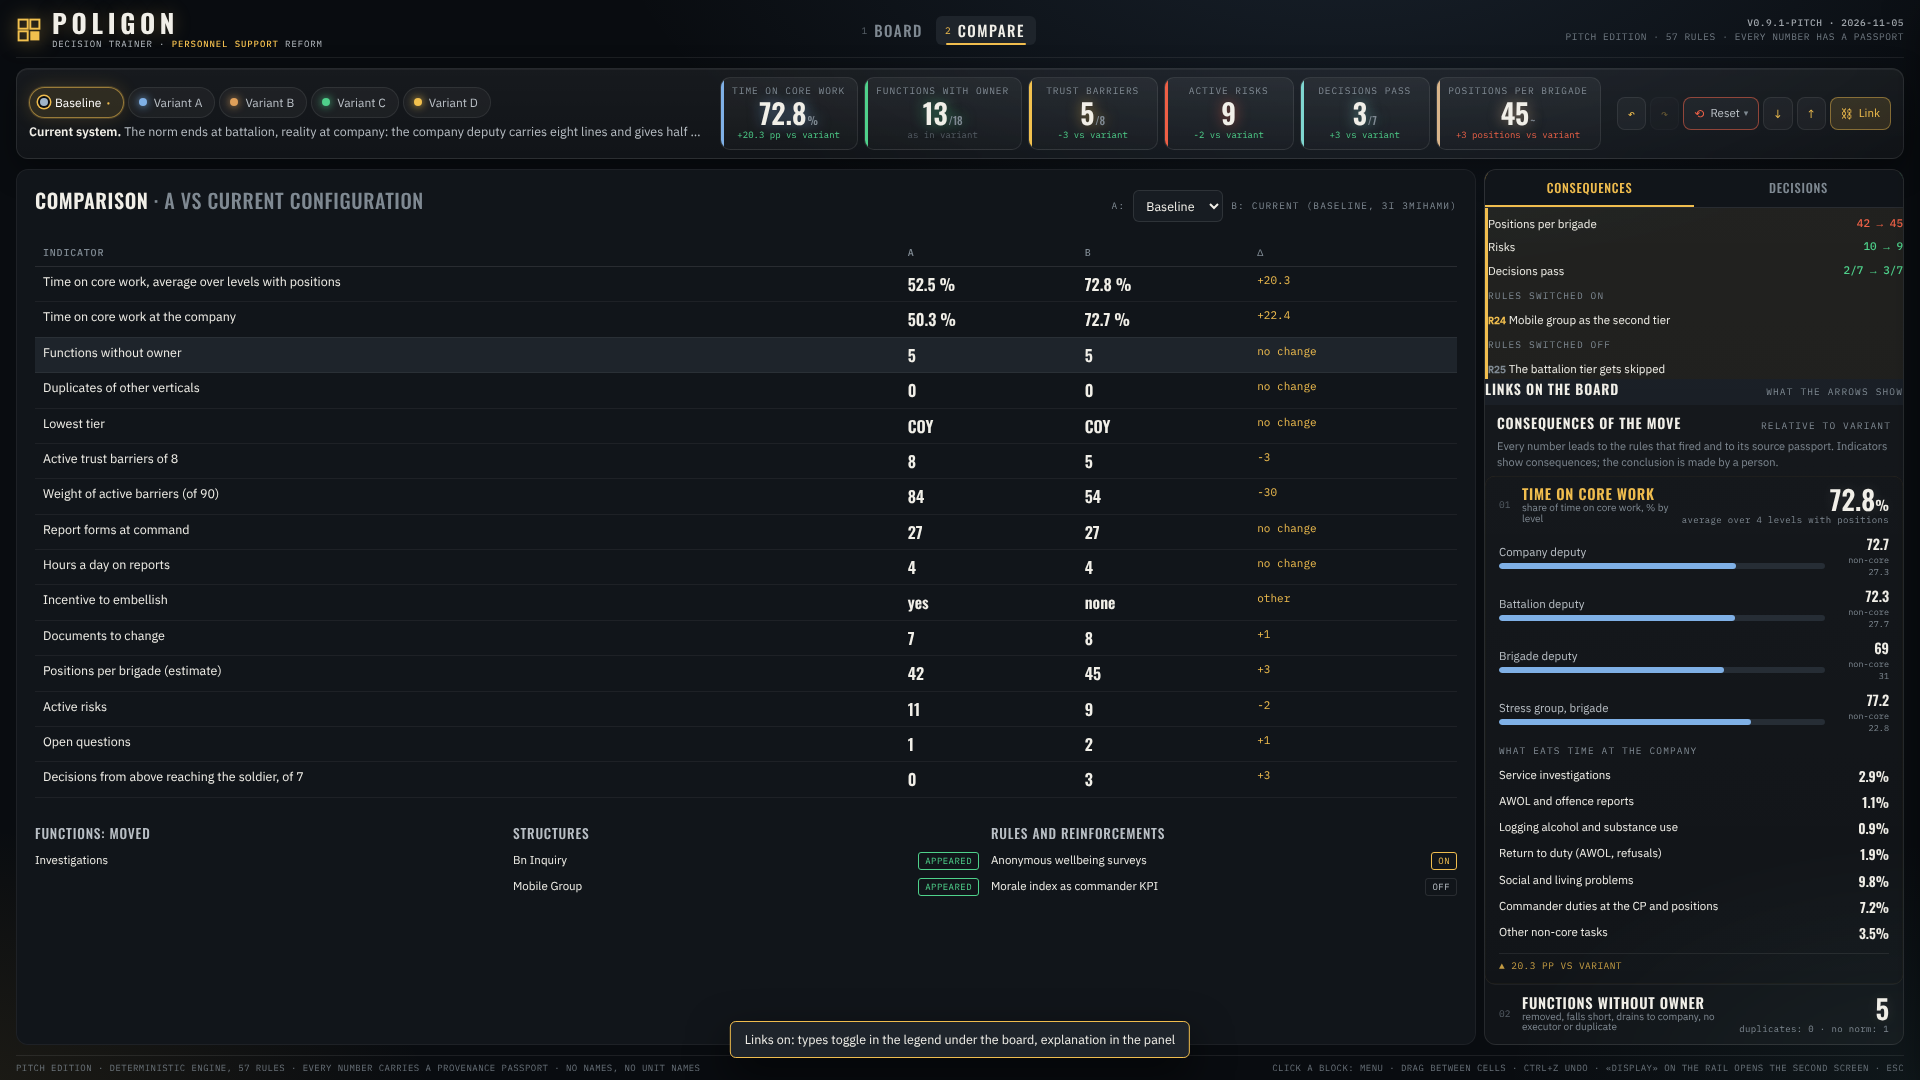 POLIGON
DECISION TRAINER · PERSONNEL SUPPORT REFORM
1 BOARD
2 COMPARE
V0.9.1-PITCH · 2026-11-05
PITCH EDITION · 57 RULES · EVERY NUMBER HAS A PASSPORT
Baseline ·
Variant A
Variant B
Variant C
Variant D
Current system. The norm ends at battalion, reality at company: the company deputy carries eight lines and gives half ...
TIME ON CORE WORK
72.8%
+20.3 pp vs variant
FUNCTIONS WITH OWNER
13/18
as in variant
TRUST BARRIERS
5/8
-3 vs variant
ACTIVE RISKS
9
-2 vs variant
DECISIONS PASS
3/7
+3 vs variant
POSITIONS PER BRIGADE
45~
+3 positions vs variant
↶
↷
⟲ Reset ▾
↓
↑
⛓ Link
COMPARISON · A VS CURRENT CONFIGURATION
A: Baseline B: CURRENT (BASELINE, ЗІ ЗМІНАМИ)
INDICATOR A B Δ
Time on core work, average over levels with positions 52.5 % 72.8 % +20.3
Time on core work at the company 50.3 % 72.7 % +22.4
Functions without owner 5 5 no change
Duplicates of other verticals 0 0 no change
Lowest tier COY COY no change
Active trust barriers of 8 8 5 -3
Weight of active barriers (of 90) 84 54 -30
Report forms at command 27 27 no change
Hours a day on reports 4 4 no change
Incentive to embellish yes none other
Documents to change 7 8 +1
Positions per brigade (estimate) 42 45 +3
Active risks 11 9 -2
Open questions 1 2 +1
Decisions from above reaching the soldier, of 7 0 3 +3
FUNCTIONS: MOVED
Investigations
STRUCTURES
Bn Inquiry APPEARED
Mobile Group APPEARED
RULES AND REINFORCEMENTS
Anonymous wellbeing surveys ON
Morale index as commander KPI OFF
CONSEQUENCES
DECISIONS
Positions per brigade 42 → 45
Risks 10 → 9
Decisions pass 2/7 → 3/7
RULES SWITCHED ON
R24 Mobile group as the second tier
RULES SWITCHED OFF
R25 The battalion tier gets skipped
LINKS ON THE BOARD WHAT THE ARROWS SHOW
CONSEQUENCES OF THE MOVE RELATIVE TO VARIANT
Every number leads to the rules that fired and to its source passport. Indicators
show consequences; the conclusion is made by a person.
01 TIME ON CORE WORK 72.8%
share of time on core work, % by
level
average over 4 levels with positions
Company deputy 72.7
non-core
27.3
Battalion deputy 72.3
non-core
27.7
Brigade deputy 69
non-core
31
Stress group, brigade 77.2
non-core
22.8
WHAT EATS TIME AT THE COMPANY
Service investigations 2.9%
AWOL and offence reports 1.1%
Logging alcohol and substance use 0.9%
Return to duty (AWOL, refusals) 1.9%
Social and living problems 9.8%
Commander duties at the CP and positions 7.2%
Other non-core tasks 3.5%
▲ 20.3 PP VS VARIANT
02 FUNCTIONS WITHOUT OWNER 5
removed, falls short, drains to company, no
executor or duplicate
duplicates: 0 · no norm: 1
Links on: types toggle in the legend under the board, explanation in the panel
PITCH EDITION · DETERMINISTIC ENGINE, 57 RULES · EVERY NUMBER CARRIES A PROVENANCE PASSPORT · NO NAMES, NO UNIT NAMES
CLICK A BLOCK: MENU · DRAG BETWEEN CELLS · CTRL+Z UNDO · «DISPLAY» ON THE RAIL OPENS THE SECOND SCREEN · ESC